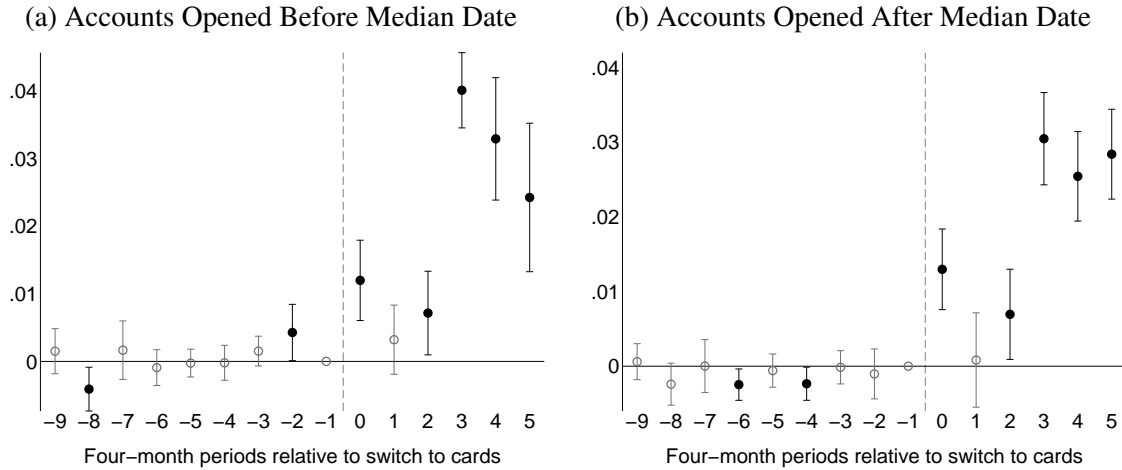 (a) Accounts Opened Before Median Date
.04
.03
.02
.01
0
−9 −8 −7 −6 −5 −4 −3 −2 −1 0 1 2 3 4 5
Four−month periods relative to switch to cards
(b) Accounts Opened After Median Date
.04
.03
.02
.01
0
−9 −8 −7 −6 −5 −4 −3 −2 −1 0 1 2 3 4 5
Four−month periods relative to switch to cards